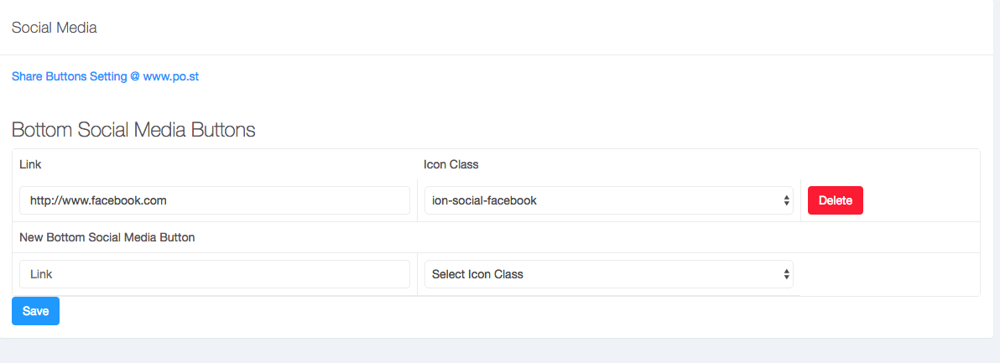 Social Media
Share Buttons Setting @ www.po.st
Bottom Social Media Buttons
Link Icon Class
http://www.facebook.com ion-social-facebook Delete
New Bottom Social Media Button
Link Select Icon Class
Save